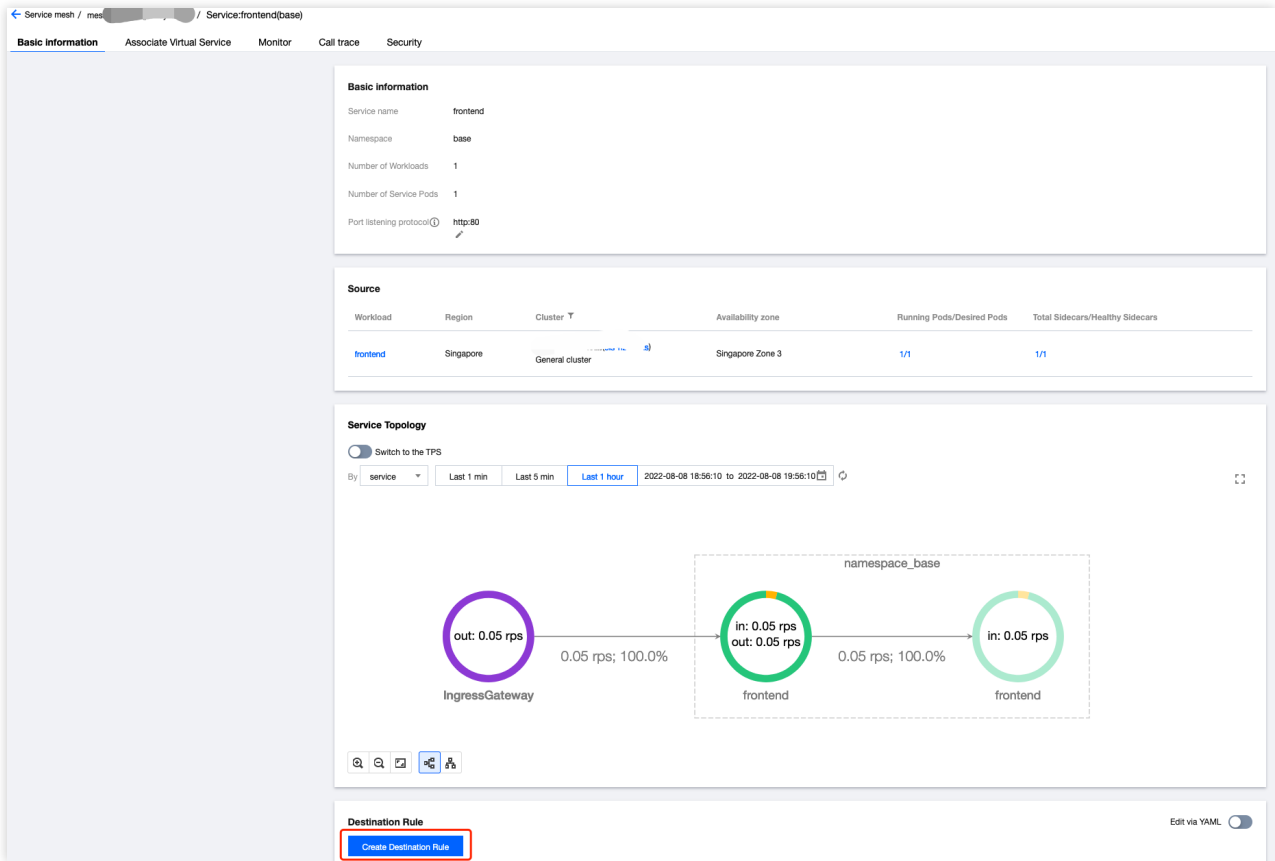 Service mesh / mes / Service:frontend(base)
Basic information Associate Virtual Service Monitor Call trace Security
Basic information
Service name frontend
Namespace base
Number of Workloads 1
Number of Service Pods 1
Port listening protocol http:80
Source
Workload Region Cluster Availability zone Running Pods/Desired Pods Total Sidecars/Healthy Sidecars
frontend Singapore General cluster Singapore Zone 3 1/1 1/1
Service Topology
Switch to the TPS
By service Last 1 min Last 5 min Last 1 hour 2022-08-08 18:56:10 to 2022-08-08 19:56:10
namespace_base
out: 0.05 rps
in: 0.05 rps
out: 0.05 rps
in: 0.05 rps
0.05 rps; 100.0% 0.05 rps; 100.0%
IngressGateway frontend frontend
Destination Rule Edit via YAML
Create Destination Rule